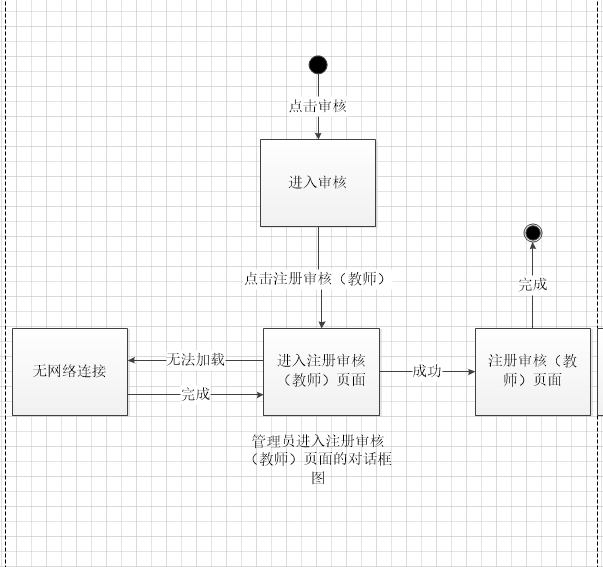 点击审核
进入审核
点击注册审核（教师）
完成
无网络连接
无法加载
完成
进入注册审核
（教师）页面
成功
注册审核（教
师）页面
管理员进入注册审核
（教师）页面的对话框
图